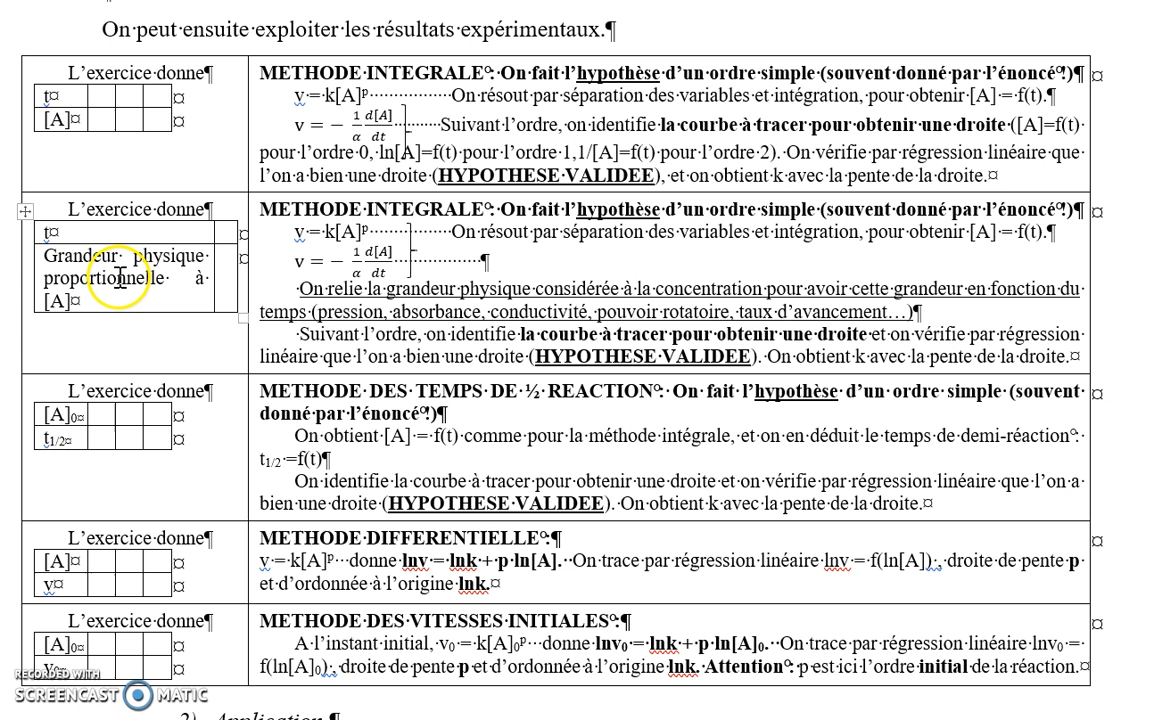 On peut ensuite exploiter les résultats expérimentaux.¶
L'exercice donne¶
t¤
[A]¤
METHODE INTEGRALE : On fait l'hypothèse d'un ordre simple (souvent donné par l'énoncé !)¶
v = k[A]ᵖ On résout par séparation des variables et intégration, pour obtenir [A] = f(t).¶
v = − 1/α d[A]/dt Suivant l'ordre, on identifie la courbe à tracer pour obtenir une droite ([A]=f(t)
pour l'ordre 0, ln[A]=f(t) pour l'ordre 1,1/[A]=f(t) pour l'ordre 2). On vérifie par régression linéaire que
l'on a bien une droite (HYPOTHESE VALIDEE), et on obtient k avec la pente de la droite.¤
L'exercice donne¶
t¤
Grandeur physique
proportionnelle à
[A]¤
METHODE INTEGRALE : On fait l'hypothèse d'un ordre simple (souvent donné par l'énoncé !)¶
v = k[A]ᵖ On résout par séparation des variables et intégration, pour obtenir [A] = f(t).¶
v = − 1/α d[A]/dt ¶
On relie la grandeur physique considérée à la concentration pour avoir cette grandeur en fonction du
temps (pression, absorbance, conductivité, pouvoir rotatoire, taux d'avancement…)¶
Suivant l'ordre, on identifie la courbe à tracer pour obtenir une droite et on vérifie par régression
linéaire que l'on a bien une droite (HYPOTHESE VALIDEE). On obtient k avec la pente de la droite.¤
L'exercice donne¶
[A]₀¤
t1/2¤
METHODE DES TEMPS DE ½ REACTION : On fait l'hypothèse d'un ordre simple (souvent
donné par l'énoncé !)¶
On obtient [A] = f(t) comme pour la méthode intégrale, et on en déduit le temps de demi-réaction :
t1/2 =f(t)¶
On identifie la courbe à tracer pour obtenir une droite et on vérifie par régression linéaire que l'on a
bien une droite (HYPOTHESE VALIDEE). On obtient k avec la pente de la droite.¤
L'exercice donne¶
[A]¤
v¤
METHODE DIFFERENTIELLE :¶
v = k[A]ᵖ donne lnv = lnk + p ln[A]. On trace par régression linéaire lnv = f(ln[A]) , droite de pente p
et d'ordonnée à l'origine lnk.¤
L'exercice donne¶
[A]₀¤
v₀¤
METHODE DES VITESSES INITIALES :¶
A l'instant initial, v₀ = k[A]₀ᵖ donne lnv₀ = lnk + p ln[A]₀. On trace par régression linéaire lnv₀ =
f(ln[A]₀) , droite de pente p et d'ordonnée à l'origine lnk. Attention : p est ici l'ordre initial de la réaction.¤
RECORDED WITH
SCREENCAST MATIC
2) Application.¶